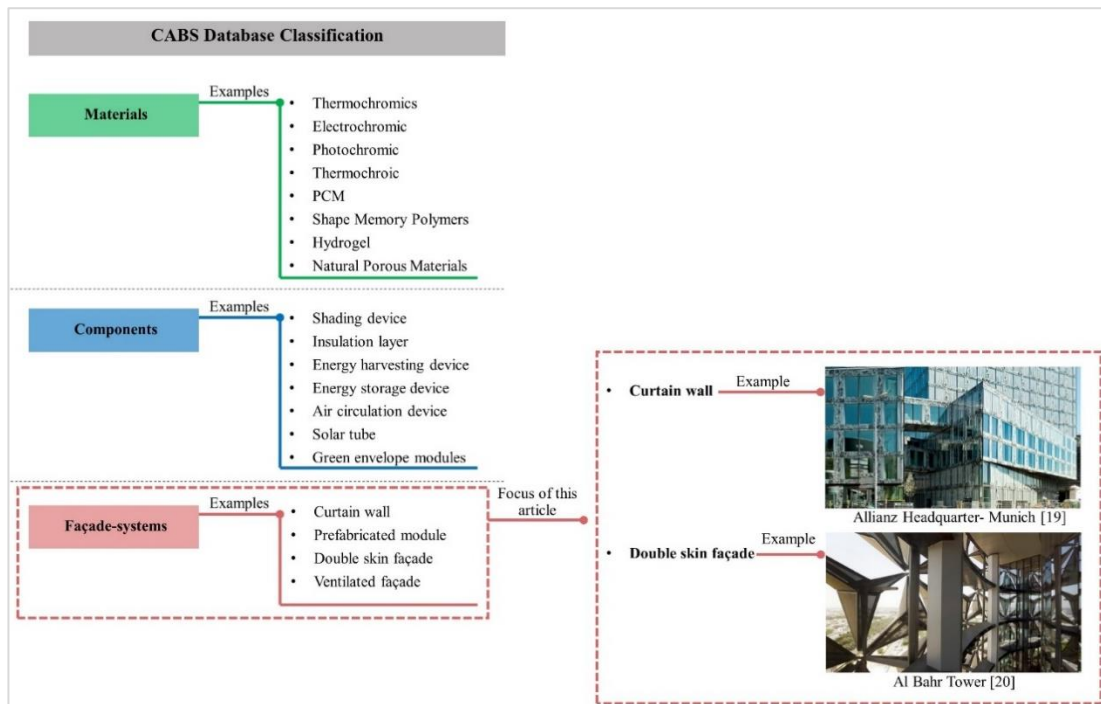 CABS Database Classification
Materials
Examples
• Thermochromics
• Electrochromic
• Photochromic
• Thermochroic
• PCM
• Shape Memory Polymers
• Hydrogel
• Natural Porous Materials
Components
Examples
• Shading device
• Insulation layer
• Energy harvesting device
• Energy storage device
• Air circulation device
• Solar tube
• Green envelope modules
Façade-systems
Examples
• Curtain wall
• Prefabricated module
• Double skin façade
• Ventilated façade
Focus of this
article
• Curtain wall
Example
Allianz Headquarter- Munich [19]
• Double skin façade
Example
Al Bahr Tower [20]